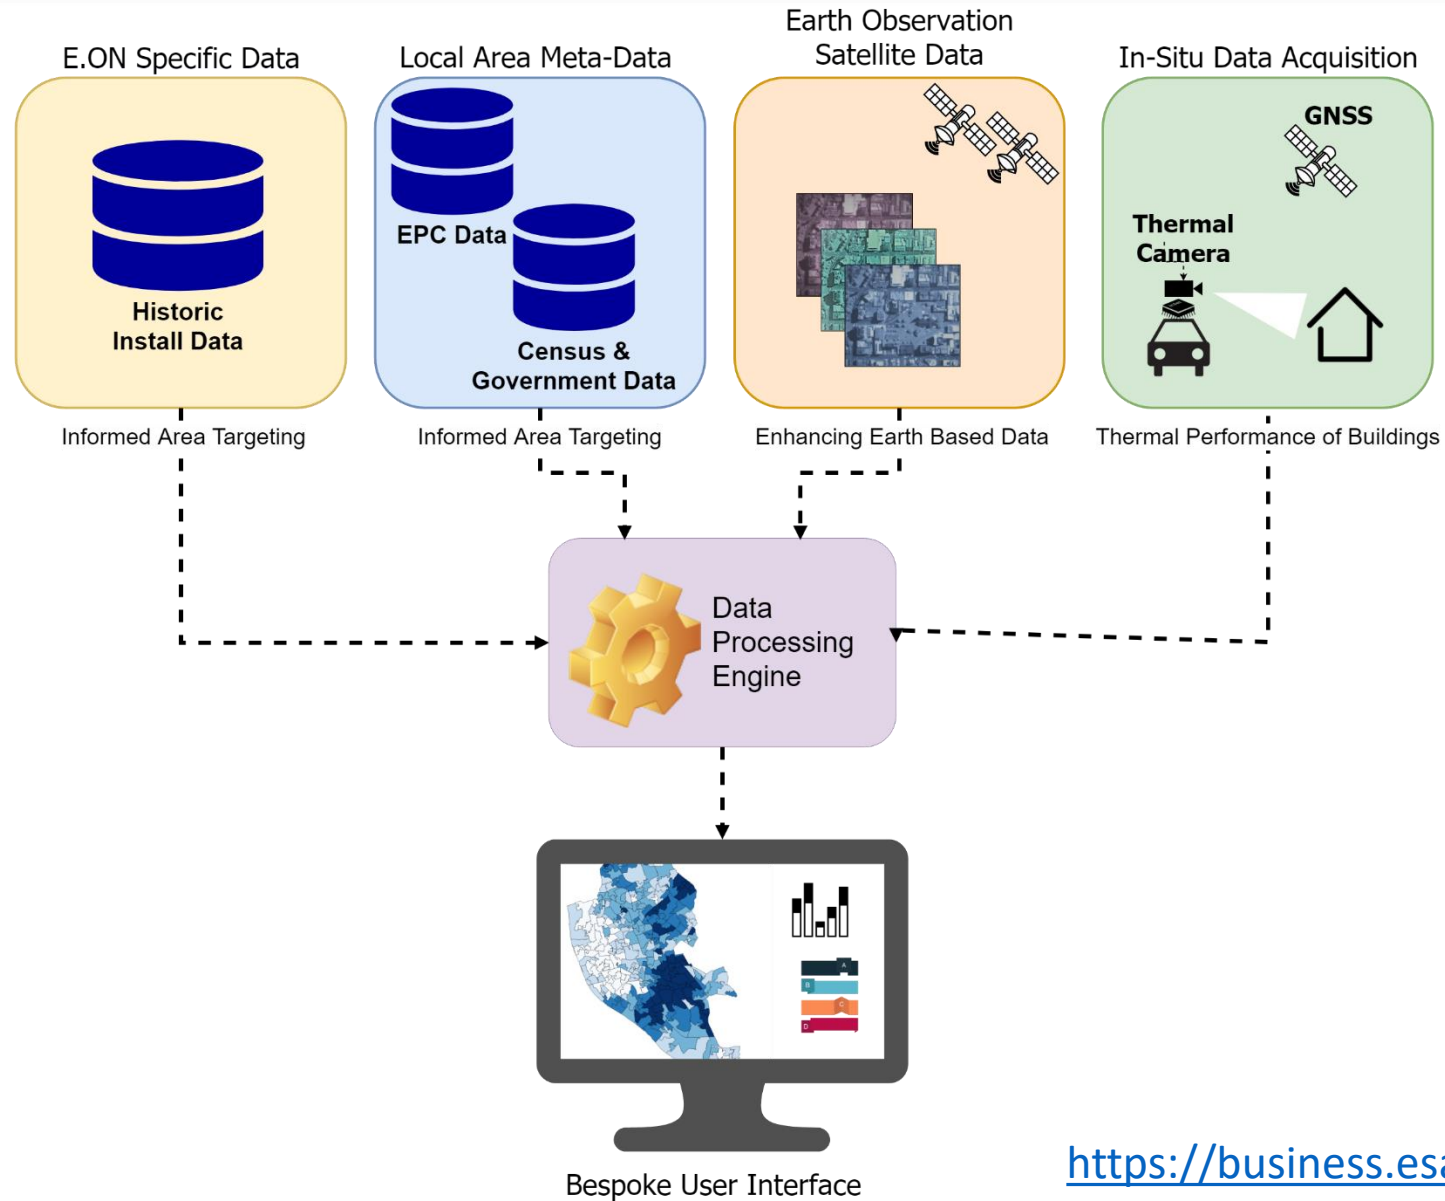 E.ON Specific Data
Local Area Meta-Data
Earth Observation
Satellite Data
In-Situ Data Acquisition
Historic
Install Data
EPC Data
Census &
Government Data
GNSS
Thermal
Camera
Informed Area Targeting
Informed Area Targeting
Enhancing Earth Based Data
Thermal Performance of Buildings
Data
Processing
Engine
A
B
C
D
Bespoke User Interface
https://business.esa